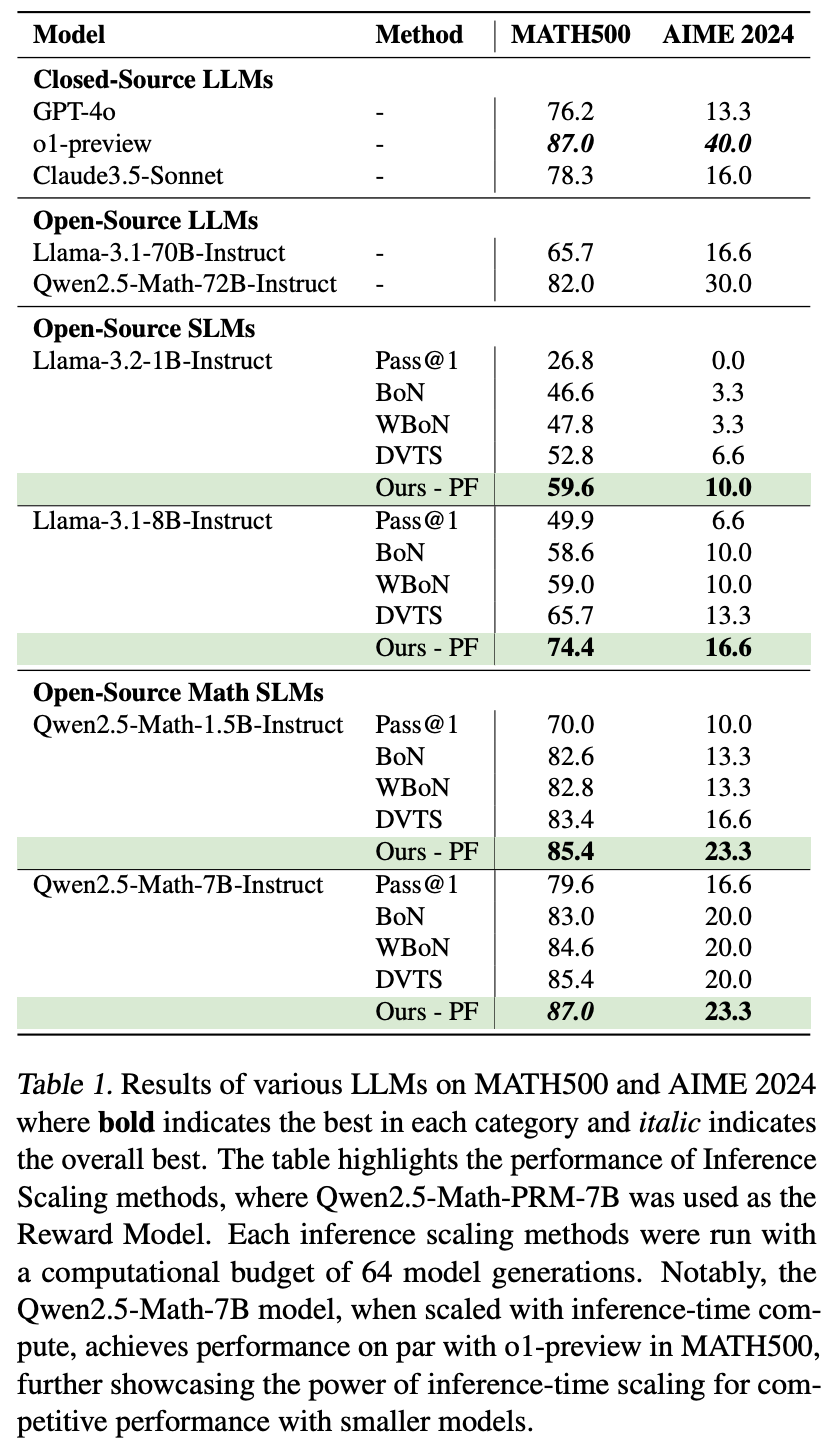 Model Method MATH500 AIME 2024
Closed-Source LLMs
GPT-4o - 76.2 13.3
o1-preview - 87.0 40.0
Claude3.5-Sonnet - 78.3 16.0
Open-Source LLMs
Llama-3.1-70B-Instruct - 65.7 16.6
Qwen2.5-Math-72B-Instruct - 82.0 30.0
Open-Source SLMs
Llama-3.2-1B-Instruct Pass@1 26.8 0.0
BoN 46.6 3.3
WBoN 47.8 3.3
DVTS 52.8 6.6
Ours - PF 59.6 10.0
Llama-3.1-8B-Instruct Pass@1 49.9 6.6
BoN 58.6 10.0
WBoN 59.0 10.0
DVTS 65.7 13.3
Ours - PF 74.4 16.6
Open-Source Math SLMs
Qwen2.5-Math-1.5B-Instruct Pass@1 70.0 10.0
BoN 82.6 13.3
WBoN 82.8 13.3
DVTS 83.4 16.6
Ours - PF 85.4 23.3
Qwen2.5-Math-7B-Instruct Pass@1 79.6 16.6
BoN 83.0 20.0
WBoN 84.6 20.0
DVTS 85.4 20.0
Ours - PF 87.0 23.3
Table 1. Results of various LLMs on MATH500 and AIME 2024
where bold indicates the best in each category and italic indicates
the overall best. The table highlights the performance of Inference
Scaling methods, where Qwen2.5-Math-PRM-7B was used as the
Reward Model. Each inference scaling methods were run with
a computational budget of 64 model generations. Notably, the
Qwen2.5-Math-7B model, when scaled with inference-time com-
pute, achieves performance on par with o1-preview in MATH500,
further showcasing the power of inference-time scaling for com-
petitive performance with smaller models.